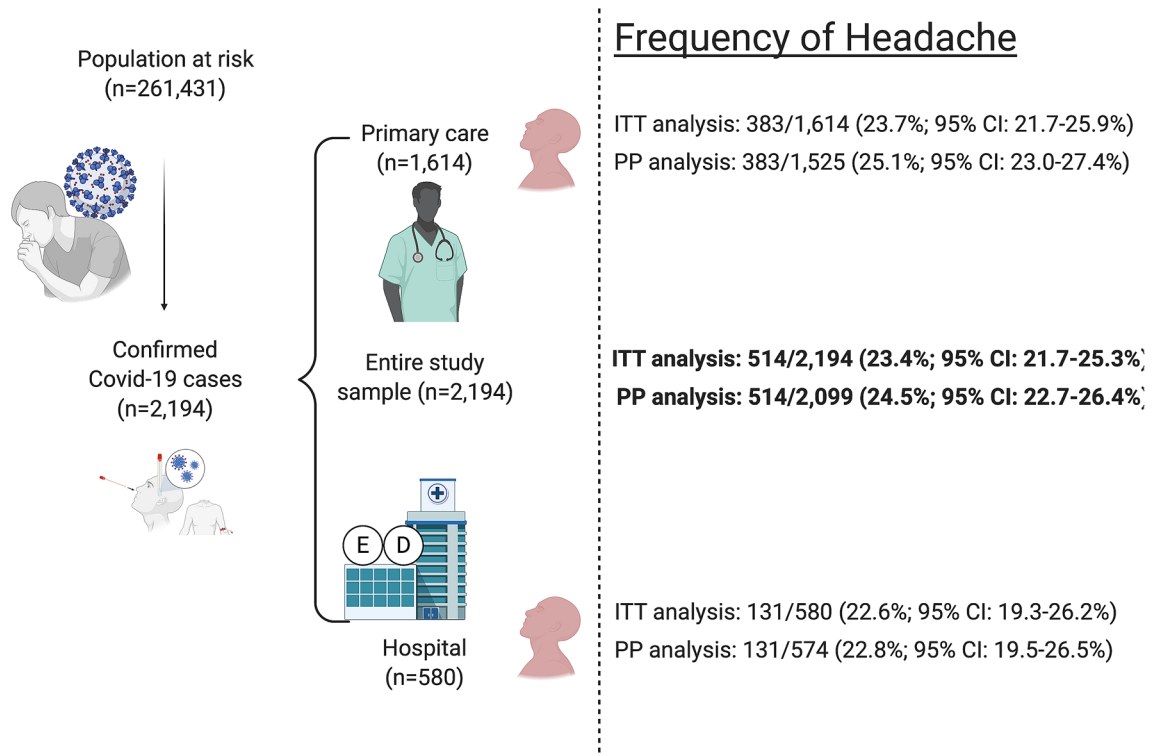 Population at risk
(n=261,431)
Confirmed
Covid-19 cases
(n=2,194)
Primary care
(n=1,614)
Entire study
sample (n=2,194)
E D
Hospital
(n=580)
Frequency of Headache
ITT analysis: 383/1,614 (23.7%; 95% CI: 21.7-25.9%)
PP analysis: 383/1,525 (25.1%; 95% CI: 23.0-27.4%)
ITT analysis: 514/2,194 (23.4%; 95% CI: 21.7-25.3%)
PP analysis: 514/2,099 (24.5%; 95% CI: 22.7-26.4%)
ITT analysis: 131/580 (22.6%; 95% CI: 19.3-26.2%)
PP analysis: 131/574 (22.8%; 95% CI: 19.5-26.5%)